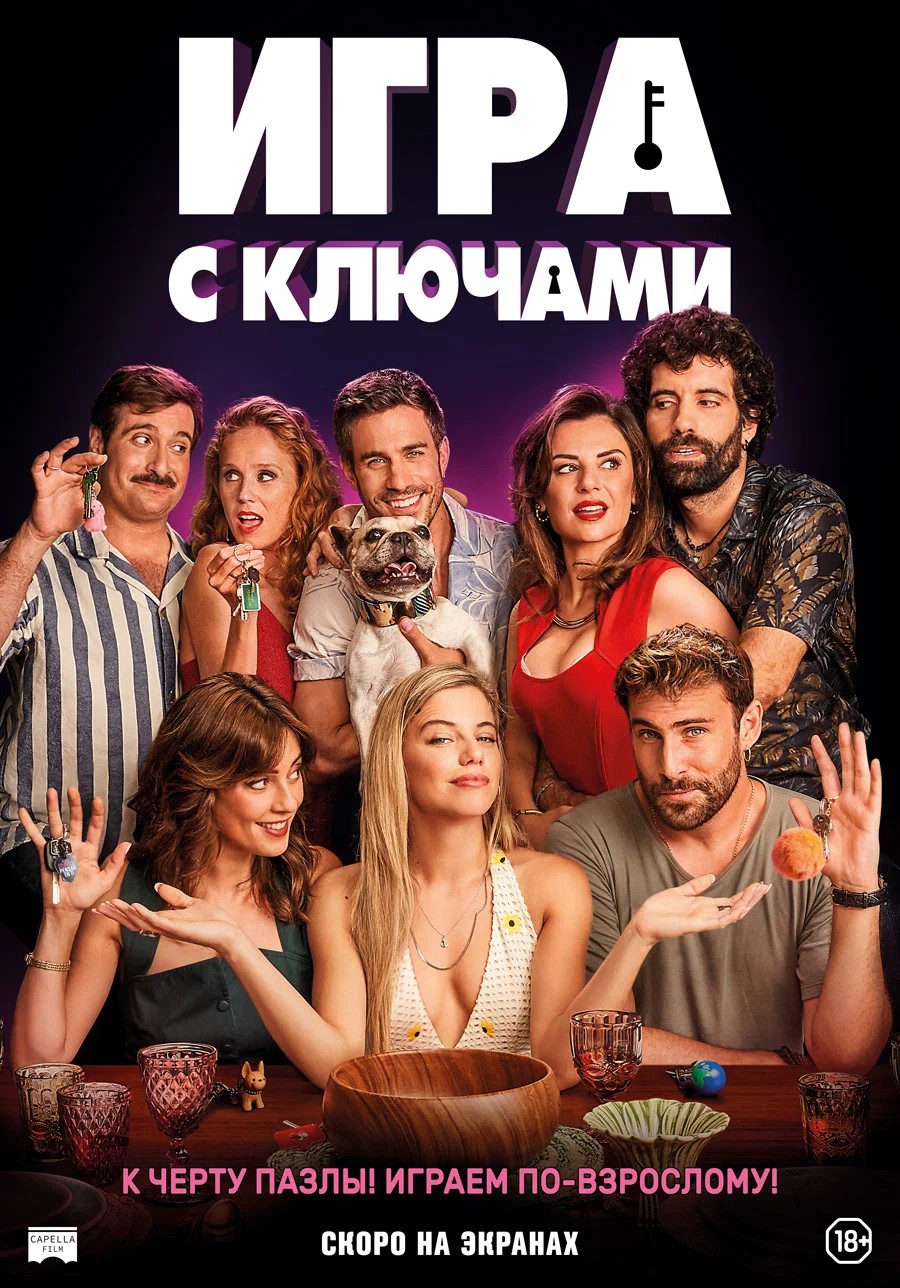 ИГРА
С КЛЮЧАМИ
К ЧЕРТУ ПАЗЛЫ! ИГРАЕМ ПО-ВЗРОСЛОМУ!
CAPELLA
FILM
СКОРО НА ЭКРАНАХ
18+